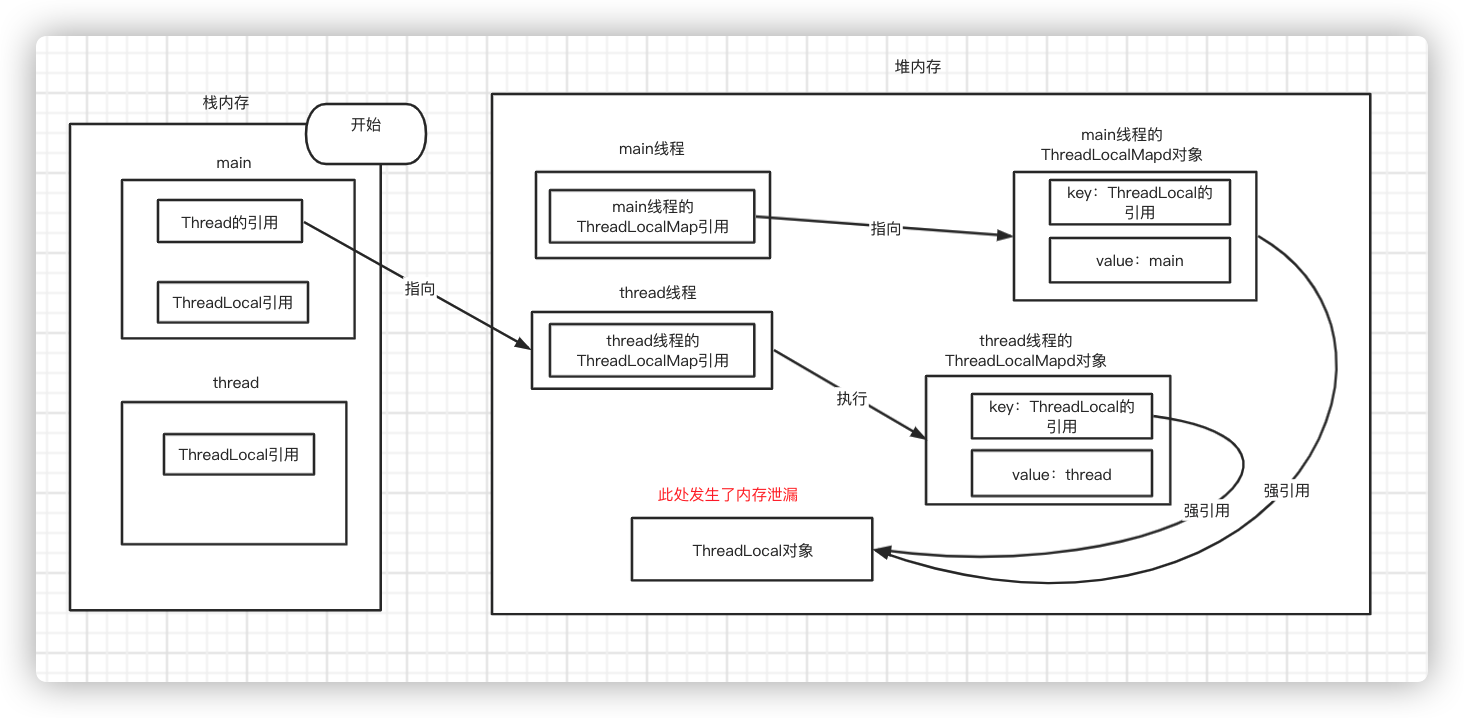 堆内存
栈内存
开始
main
Thread的引用
ThreadLocal引用
thread
ThreadLocal引用
指向
main线程
main线程的
ThreadLocalMap引用
指向
main线程的
ThreadLocalMapd对象
key：ThreadLocal的
引用
value：main
thread线程
thread线程的
ThreadLocalMap引用
执行
thread线程的
ThreadLocalMapd对象
key：ThreadLocal的
引用
value：thread
强引用
强引用
此处发生了内存泄漏
ThreadLocal对象